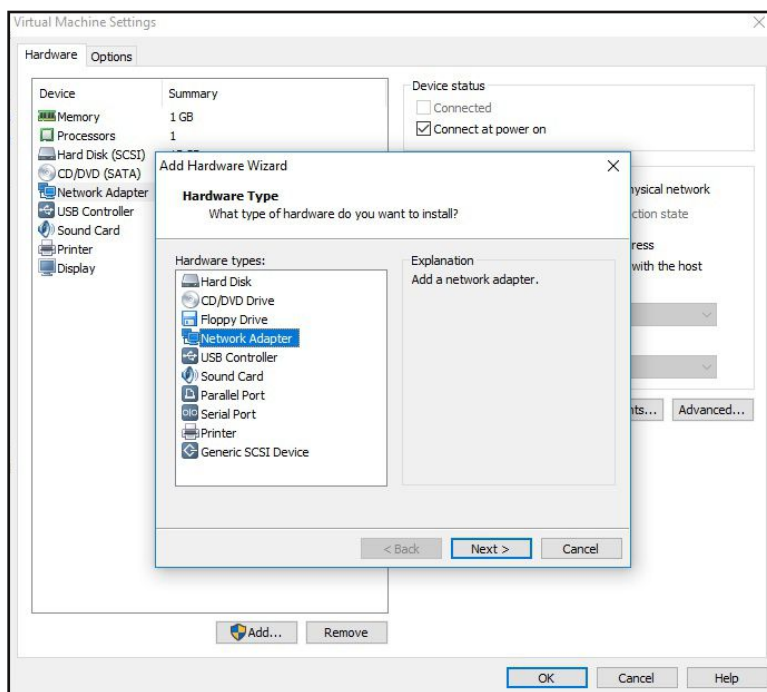 Virtual Machine Settings
Hardware
Options
Device Summary
Memory 1 GB
Processors 1
Hard Disk (SCSI)
CD/DVD (SATA)
Network Adapter
USB Controller
Sound Card
Printer
Display
Add... Remove
Device status
Connected
Connect at power on
physical network
ction state
ress
with the host
Advanced...
Add Hardware Wizard
Hardware Type
What type of hardware do you want to install?
Hardware types:
Hard Disk
CD/DVD Drive
Floppy Drive
Network Adapter
USB Controller
Sound Card
Parallel Port
Serial Port
Printer
Generic SCSI Device
Explanation
Add a network adapter.
< Back Next > Cancel
OK Cancel Help